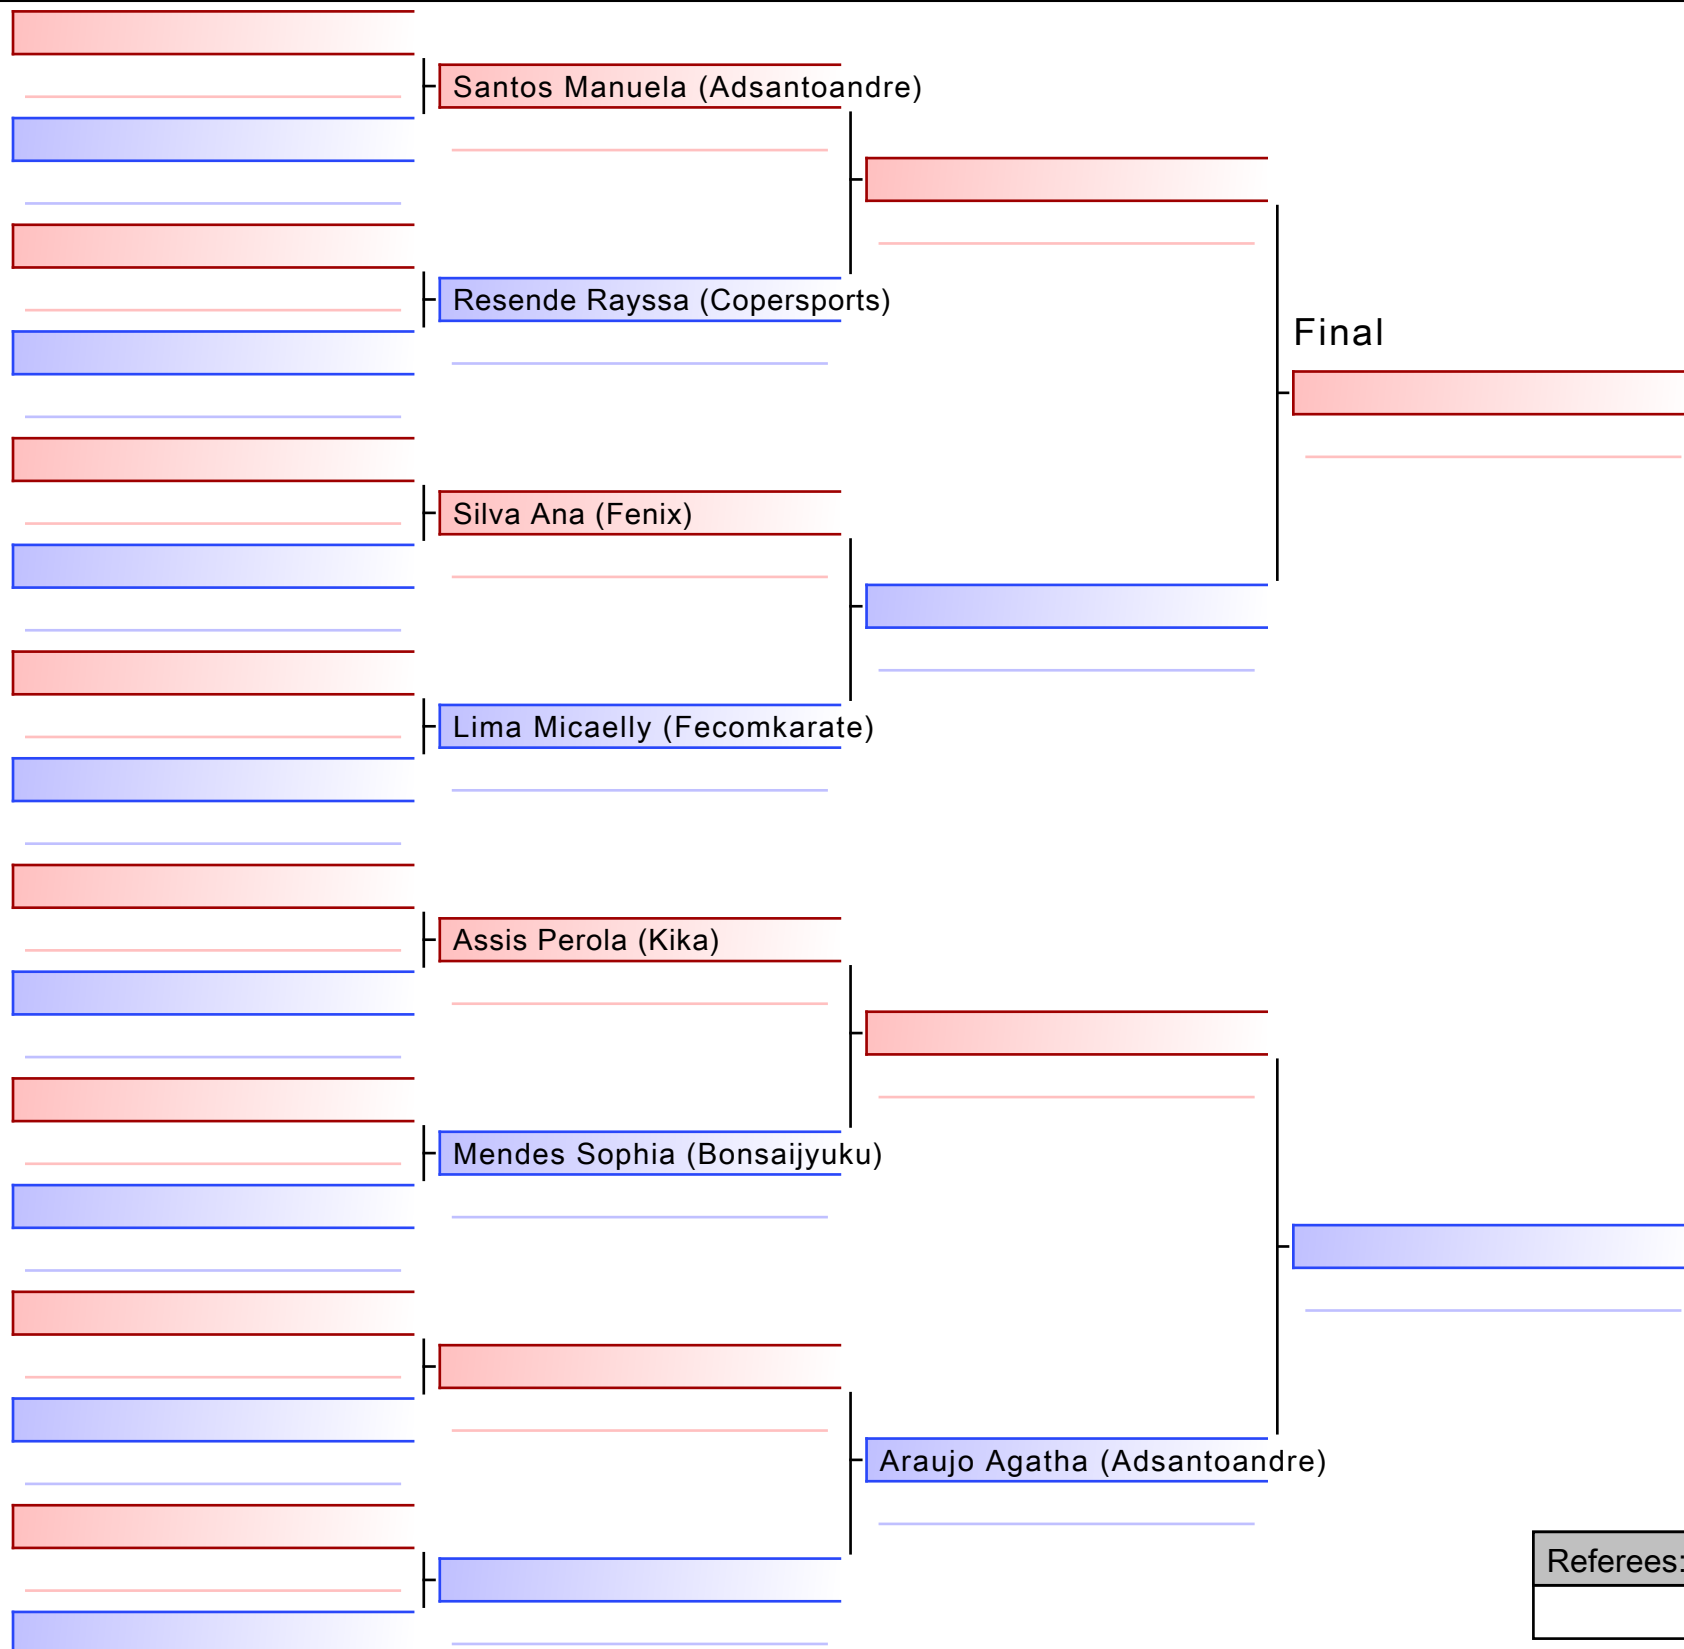 Santos Manuela (Adsantoandre)
Resende Rayssa (Copersports)
Final
Silva Ana (Fenix)
Lima Micaelly (Fecomkarate)
Assis Perola (Kika)
Mendes Sophia (Bonsaijyuku)
Araujo Agatha (Adsantoandre)
Referees: